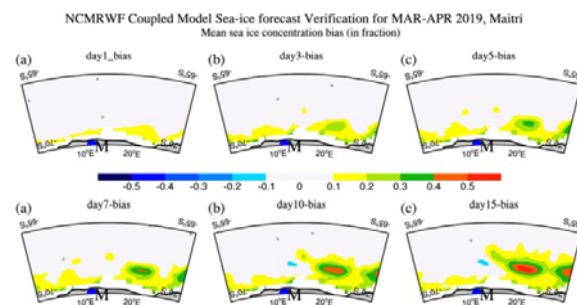 NCMRWF Coupled Model Sea-ice forecast Verification for MAR-APR 2019, Maitri
Mean sea ice concentration bias (in fraction)
(a) day1_bias (b) day3-bias (c) day5-bias
M M M
10°E 20°E 10°E 20°E 10°E 20°E
-0.5 -0.4 -0.3 -0.2 -0.1 0 0.1 0.2 0.3 0.4 0.5
(a) day7-bias (b) day10-bias (c) day15-bias
M M M
10°E 20°E 10°E 20°E 10°E 20°E